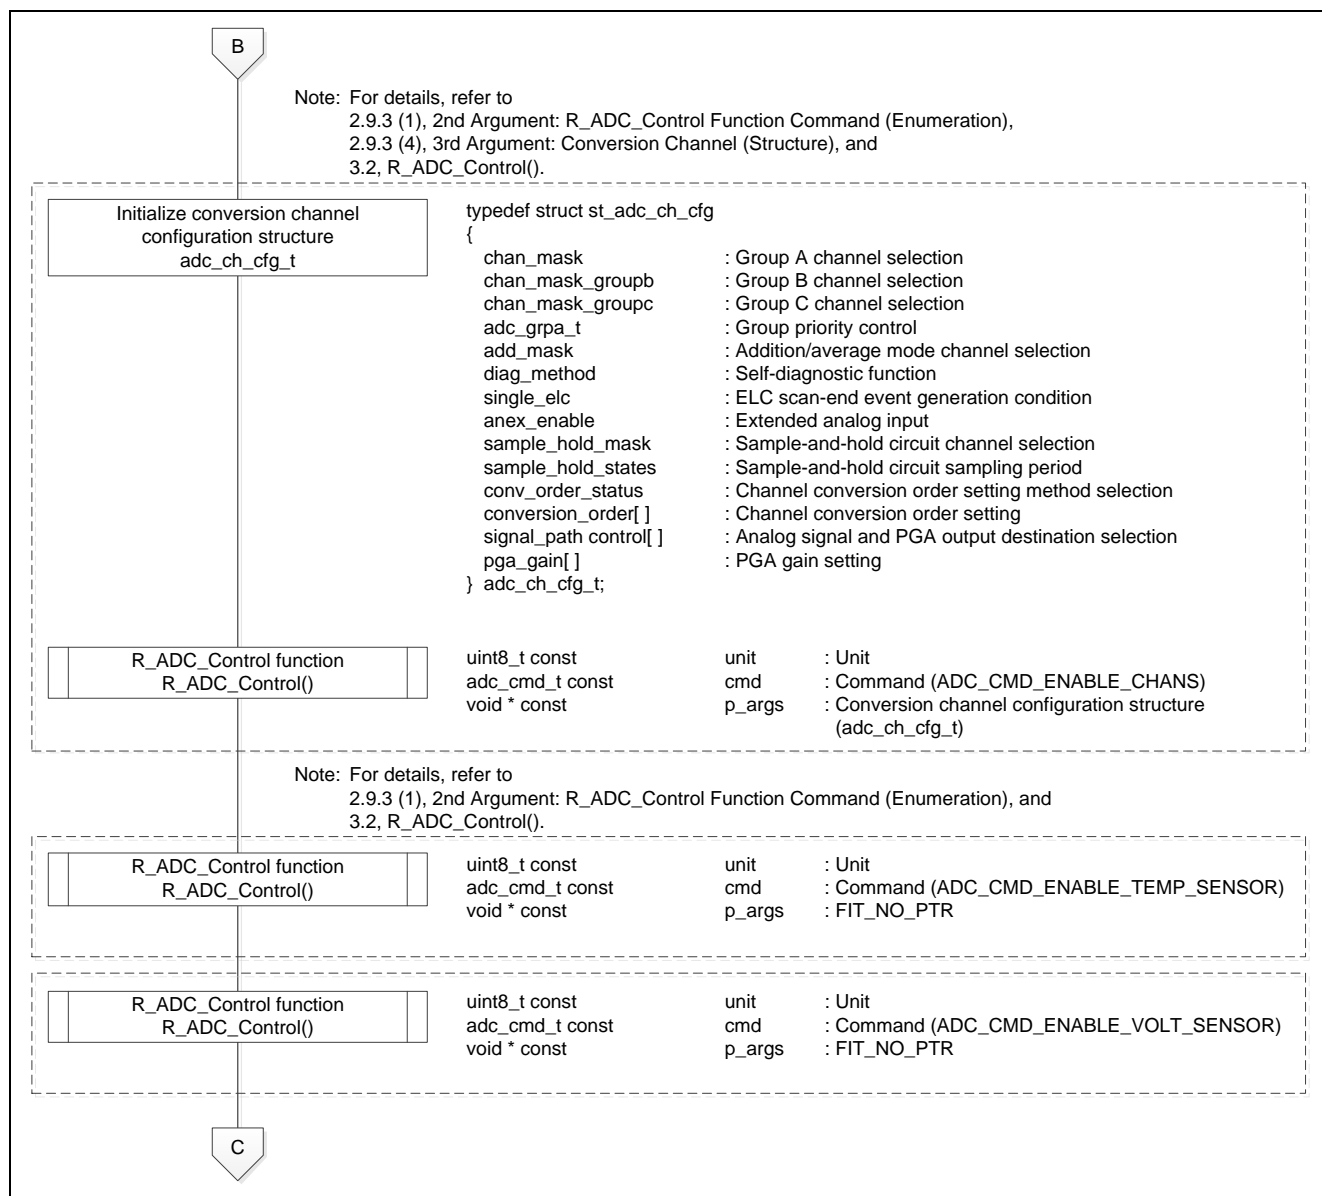 B
Note: For details, refer to
2.9.3 (1), 2nd Argument: R_ADC_Control Function Command (Enumeration),
2.9.3 (4), 3rd Argument: Conversion Channel (Structure), and
3.2, R_ADC_Control().
Initialize conversion channel
configuration structure
adc_ch_cfg_t
typedef struct st_adc_ch_cfg
{
chan_mask : Group A channel selection
chan_mask_groupb : Group B channel selection
chan_mask_groupc : Group C channel selection
adc_grpa_t : Group priority control
add_mask : Addition/average mode channel selection
diag_method : Self-diagnostic function
single_elc : ELC scan-end event generation condition
anex_enable : Extended analog input
sample_hold_mask : Sample-and-hold circuit channel selection
sample_hold_states : Sample-and-hold circuit sampling period
conv_order_status : Channel conversion order setting method selection
conversion_order[ ] : Channel conversion order setting
signal_path control[ ] : Analog signal and PGA output destination selection
pga_gain[ ] : PGA gain setting
} adc_ch_cfg_t;
R_ADC_Control function
R_ADC_Control()
uint8_t const unit : Unit
adc_cmd_t const cmd : Command (ADC_CMD_ENABLE_CHANS)
void * const p_args : Conversion channel configuration structure
(adc_ch_cfg_t)
Note: For details, refer to
2.9.3 (1), 2nd Argument: R_ADC_Control Function Command (Enumeration), and
3.2, R_ADC_Control().
R_ADC_Control function
R_ADC_Control()
uint8_t const unit : Unit
adc_cmd_t const cmd : Command (ADC_CMD_ENABLE_TEMP_SENSOR)
void * const p_args : FIT_NO_PTR
R_ADC_Control function
R_ADC_Control()
uint8_t const unit : Unit
adc_cmd_t const cmd : Command (ADC_CMD_ENABLE_VOLT_SENSOR)
void * const p_args : FIT_NO_PTR
C